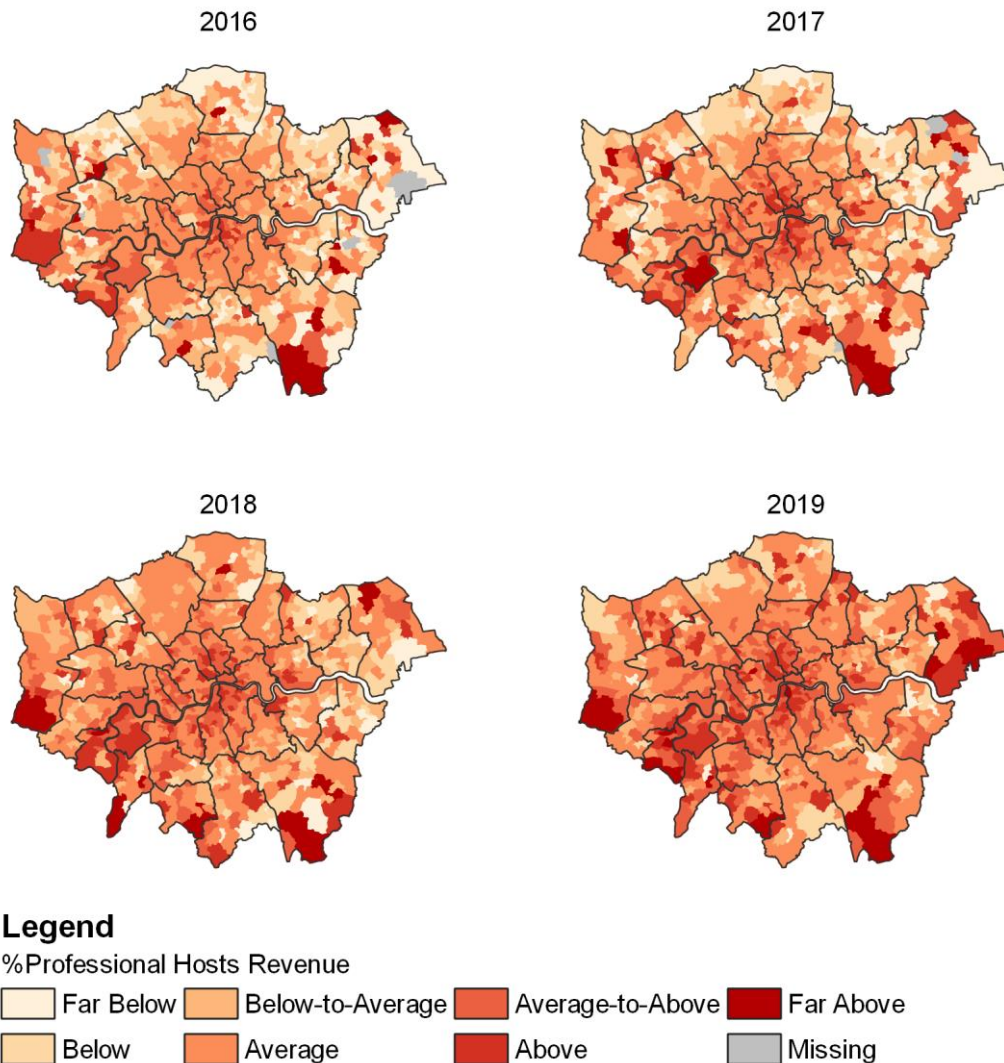 2016 2017
2018 2019
Legend
%Professional Hosts Revenue
Far Below Below-to-Average Average-to-Above Far Above
Below Average Above Missing